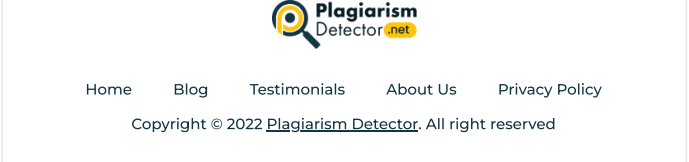 Plagiarism
Detector.net
Home Blog Testimonials About Us Privacy Policy
Copyright © 2022 Plagiarism Detector. All right reserved